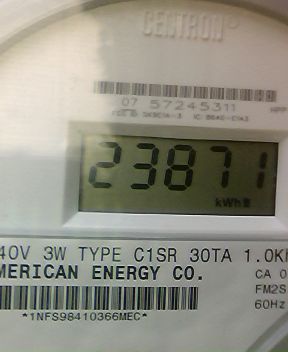 CENTRON®
07 57245311
23871
kWh
40V 3W TYPE C1SR 30TA 1.0K
MERICAN ENERGY CO.
CA 0
FM2S
60Hz
*1NFS98410366MEC*